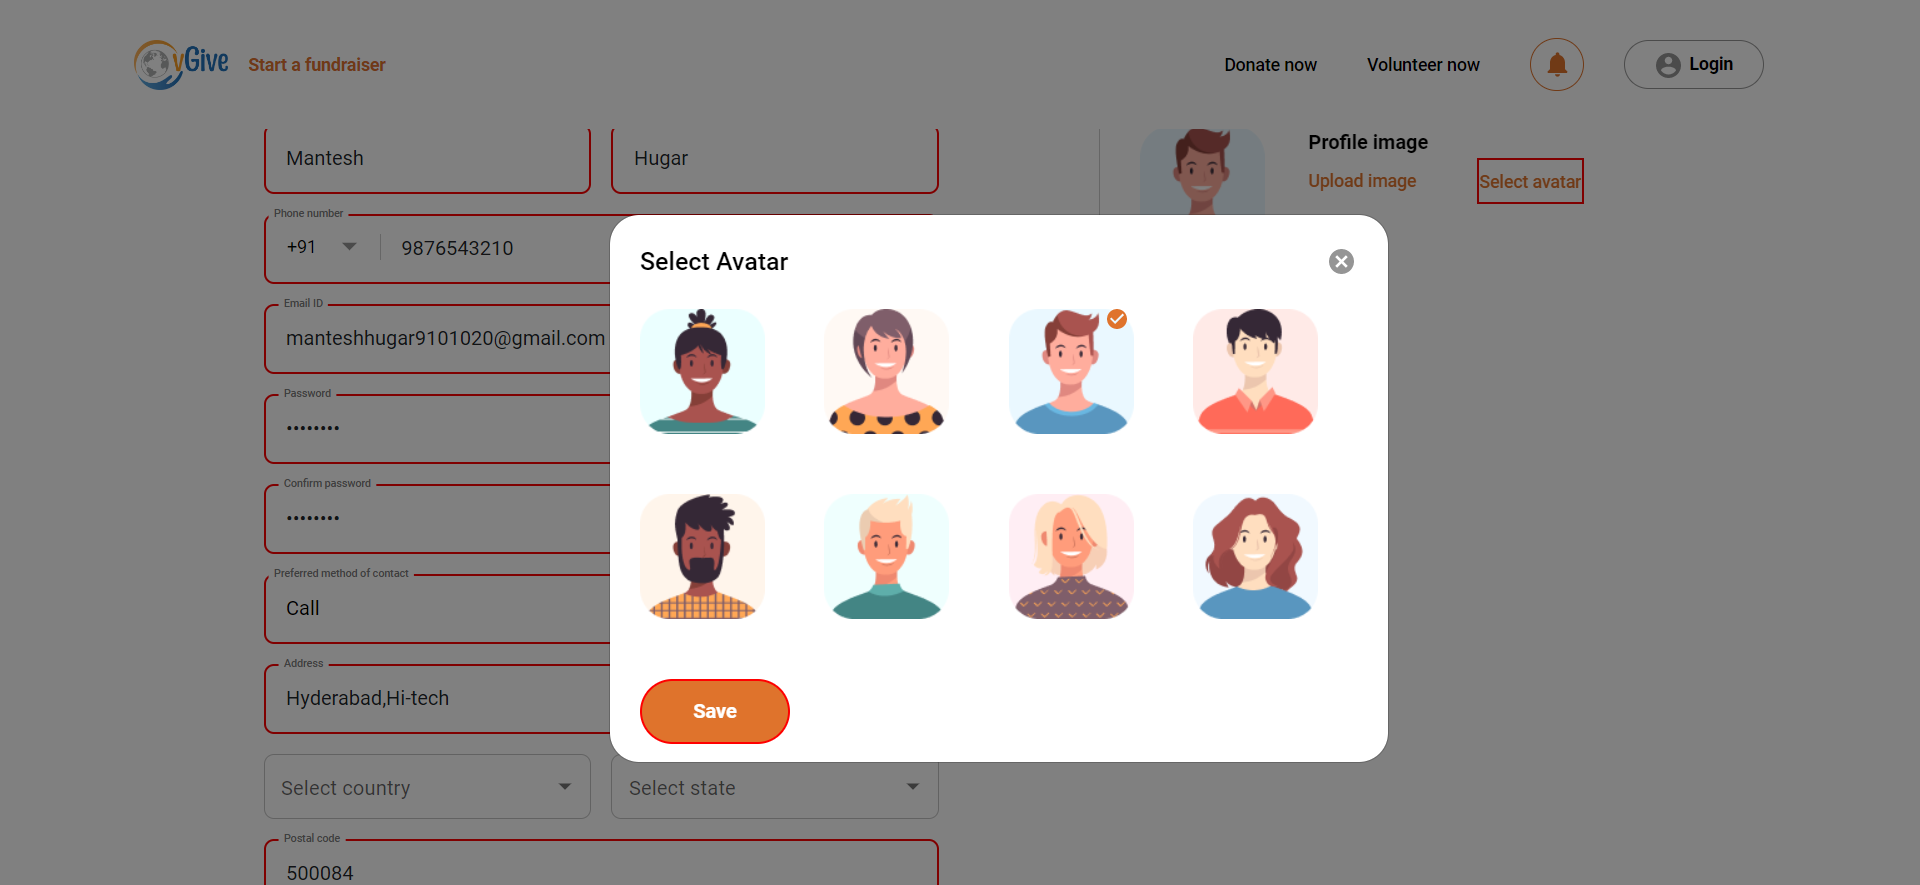 vGive
Start a fundraiser
Donate now
Volunteer now
Login
Mantesh
Hugar
Profile image
Upload image
Select avatar
Phone number
+91
9876543210
Email ID
manteshhugar9101020@gmail.com
Password
••••••••
Confirm password
••••••••
Preferred method of contact
Call
Address
Hyderabad,Hi-tech
Select country
Select state
Postal code
500084
Select Avatar
Save